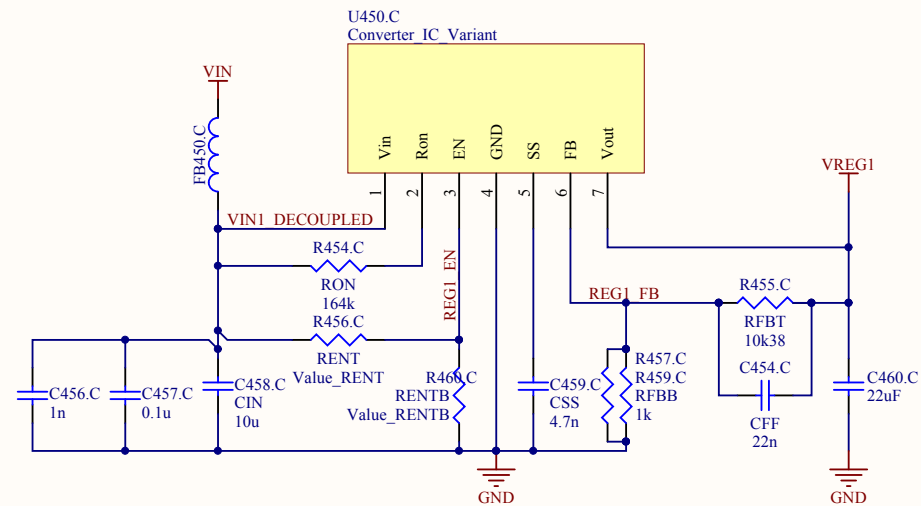 U450.C
Converter_IC_Variant
VIN
FB450.C
Vin
Ron
EN
GND
SS
FB
Vout
1
2
3
4
5
6
7
VREG1
VIN1_DECOUPLED
R454.C
RON
164k
REG1_EN
REG1_FB
R455.C
RFBT
10k38
R456.C
RENT
Value_RENT
C456.C
1n
C457.C
0.1u
C458.C
CIN
10u
R460.C
RENTB
Value_RENTB
C459.C
CSS
4.7n
R457.C
R459.C
RFBB
1k
C454.C
CFF
22n
C460.C
22uF
GND
GND